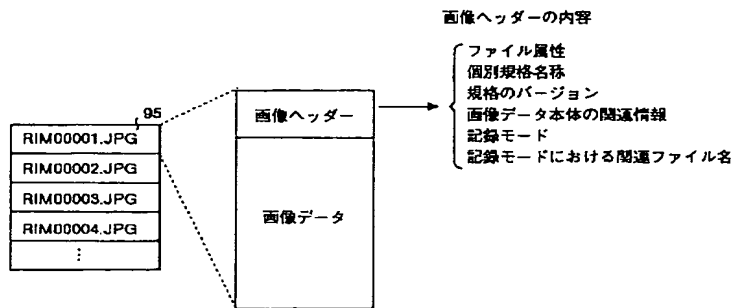 画像ヘッダーの内容
ファイル属性
個別規格名称
規格のバージョン
画像データ本体の関連情報
記録モード
記録モードにおける関連ファイル名
95
RIM00001.JPG
RIM00002.JPG
RIM00003.JPG
RIM00004.JPG
⋮
画像ヘッダー
画像データ